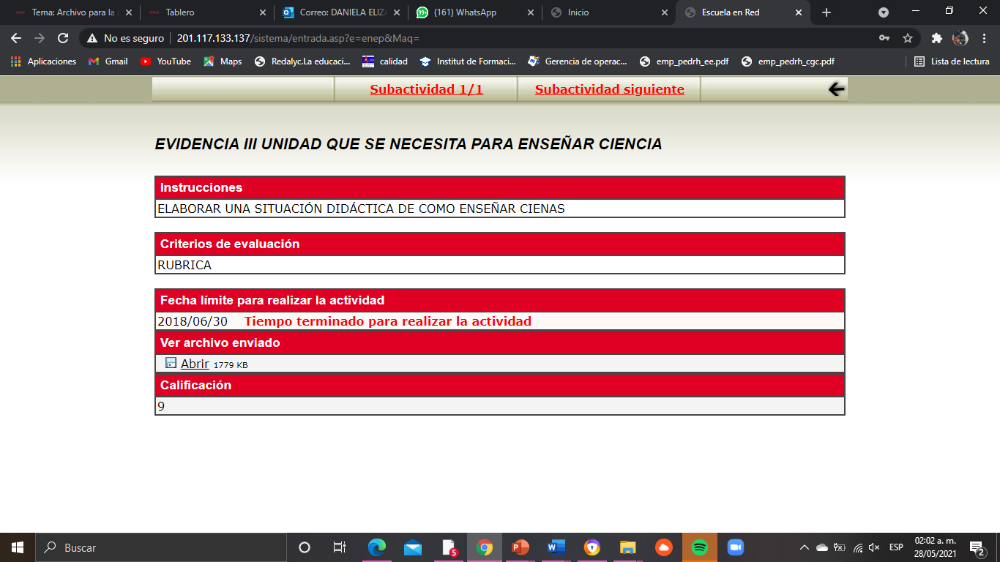 Tema: Archivo para la a
Tablero
Correo: DANIELA ELIZA
99+
(161) WhatsApp
Inicio
Escuela en Red
No es seguro
201.117.133.137/sistema/entrada.asp?e=enep&Maq=
Aplicaciones
Gmail
YouTube
Maps
Redalyc.La educaci...
calidad
Institut de Formaci...
Gerencia de operac...
emp_pedrh_ee.pdf
emp_pedrh_cgc.pdf
Lista de lectura
Subactividad 1/1
Subactividad siguiente
EVIDENCIA III UNIDAD QUE SE NECESITA PARA ENSEÑAR CIENCIA
Instrucciones
ELABORAR UNA SITUACIÓN DIDÁCTICA DE COMO ENSEÑAR CIENAS
Criterios de evaluación
RUBRICA
Fecha límite para realizar la actividad
2018/06/30 Tiempo terminado para realizar la actividad
Ver archivo enviado
Abrir 1779 KB
Calificación
9
Buscar
5
ESP
02:02 a. m.
28/05/2021
2